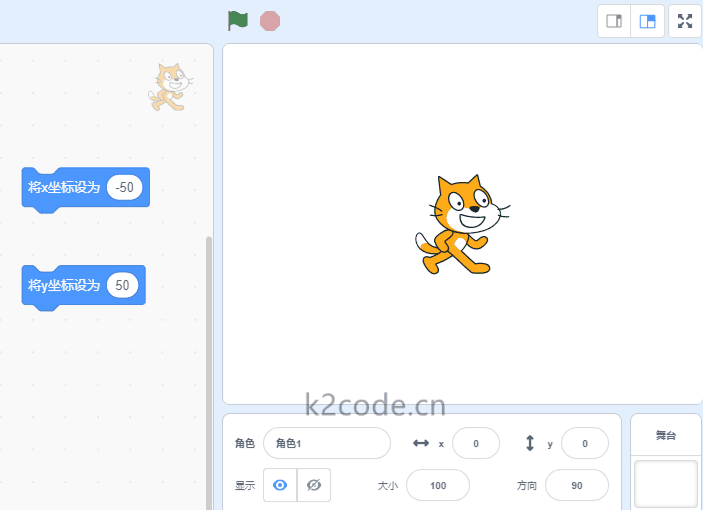 将x坐标设为 -50
将y坐标设为 50
k2code.cn
角色 角色1 x 0 y 0
舞台
显示 大小 100 方向 90